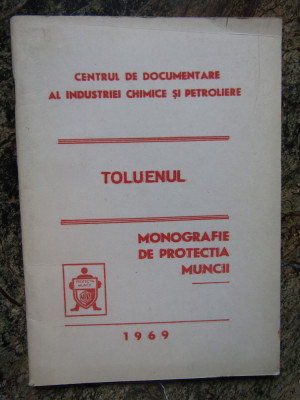 CENTRUL DE DOCUMENTARE
AL INDUSTRIEI CHIMICE ȘI PETROLIERE
TOLUENUL
MONOGRAFIE
DE PROTECTIA
MUNCII
1969